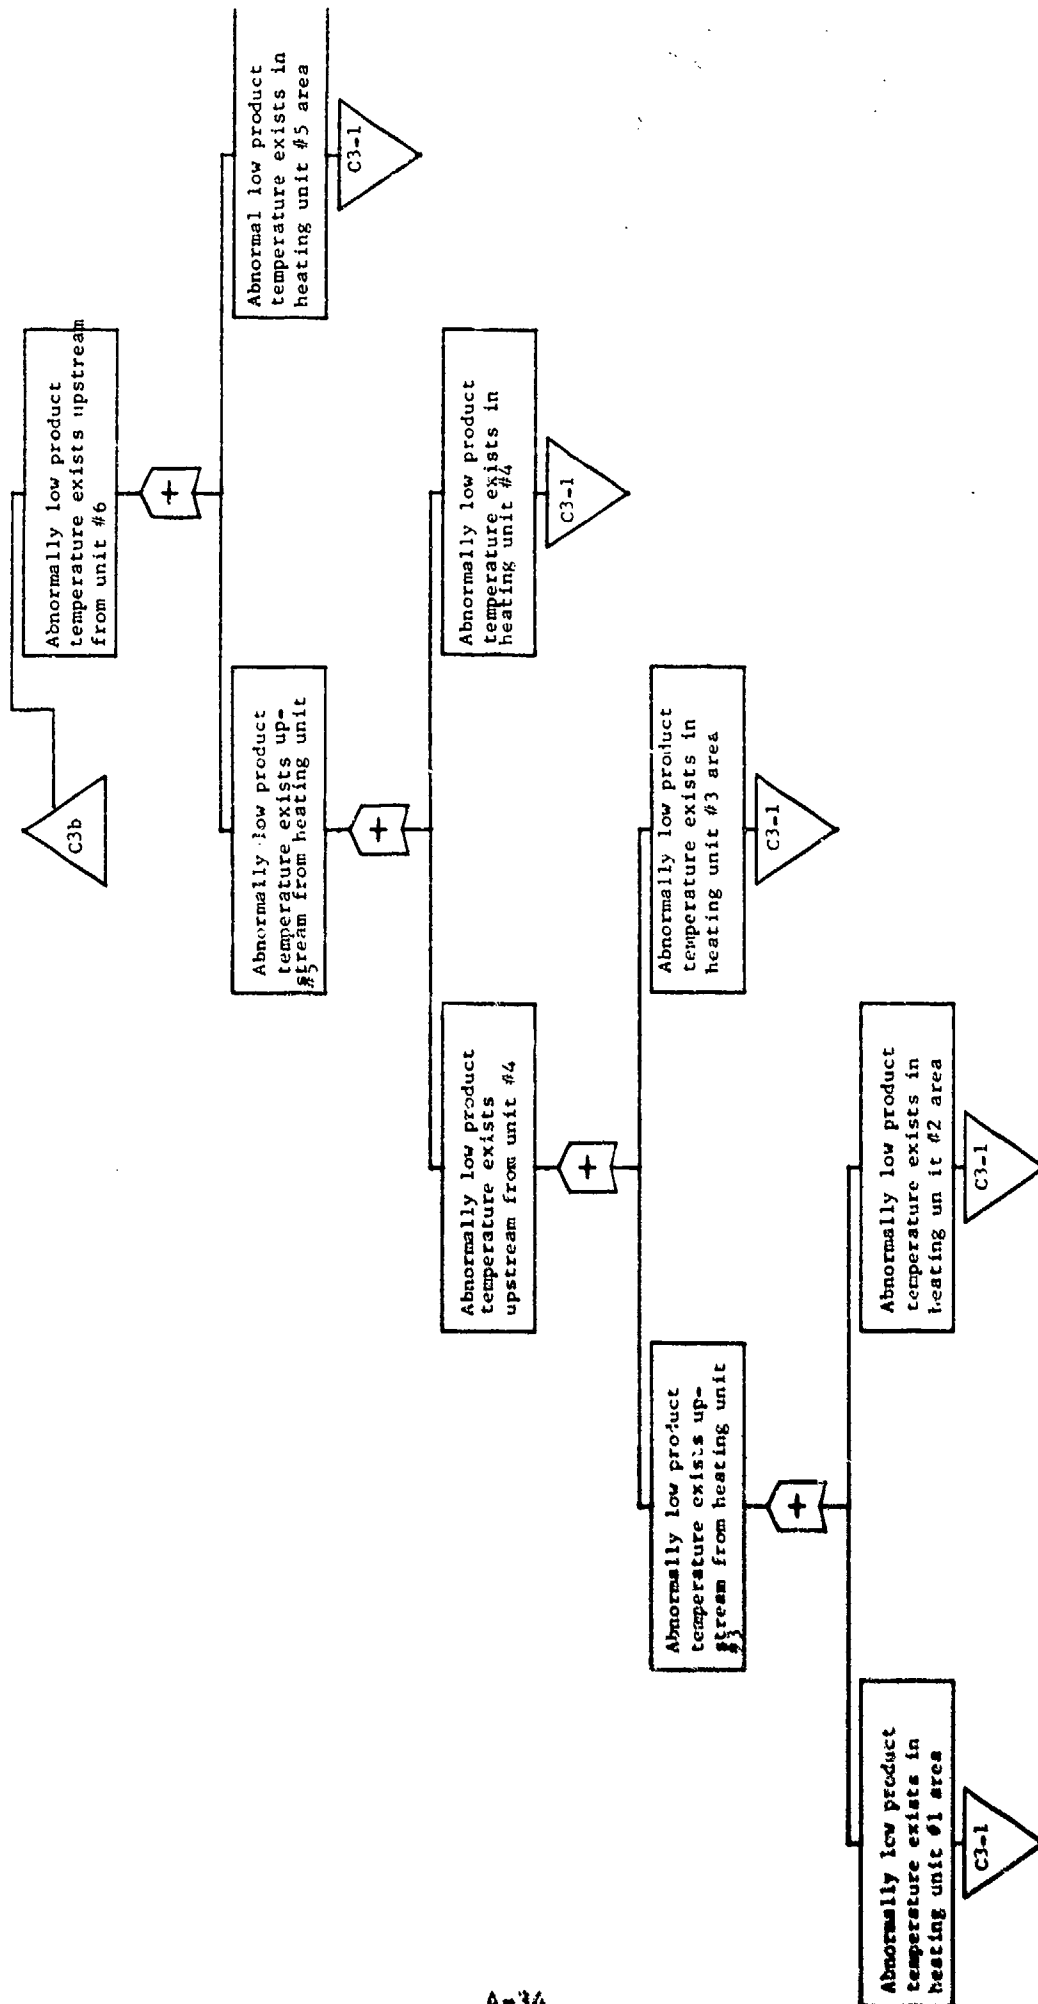 C3b
Abnormally low product
temperature exists upstream
from unit #6
+
Abnormally low product
temperature exists up-
stream from heating unit
#5
Abnormal low product
temperature exists in
heating unit #5 area
C3-1
+
Abnormally low product
temperature exists
upstream from unit #4
Abnormally low product
temperature exists in
heating unit #4
C3-1
+
Abnormally low product
temperature exists up-
stream from heating unit
#3
Abnormally low product
temperature exists in
heating unit #3 area
C3-1
+
Abnormally low product
temperature exists in
heating unit #1 area
C3-1
Abnormally low product
temperature exists in
heating un it #2 area
C3-1
A-34